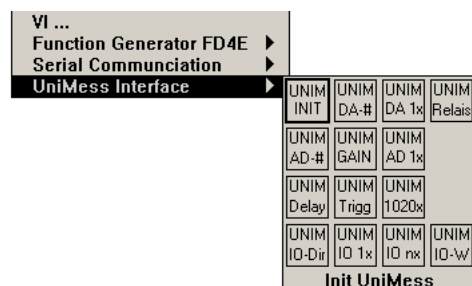 VI ...
Function Generator FD4E
Serial Communciation
UniMess Interface
UNIM INIT UNIM DA-# UNIM DA 1x UNIM Relais
UNIM AD-# UNIM GAIN UNIM AD 1x
UNIM Delay UNIM Trigg UNIM 1020x
UNIM IO-Dir UNIM IO 1x UNIM IO nx UNIM IO-W
Init UniMess